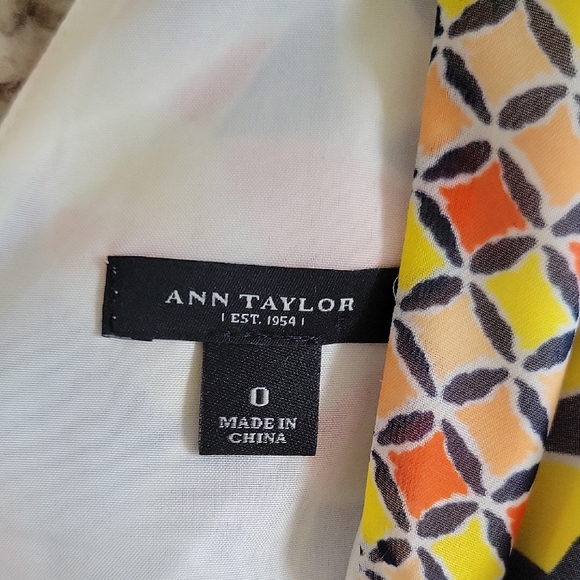 ANN TAYLOR
| EST. 1954 |
0
MADE IN
CHINA